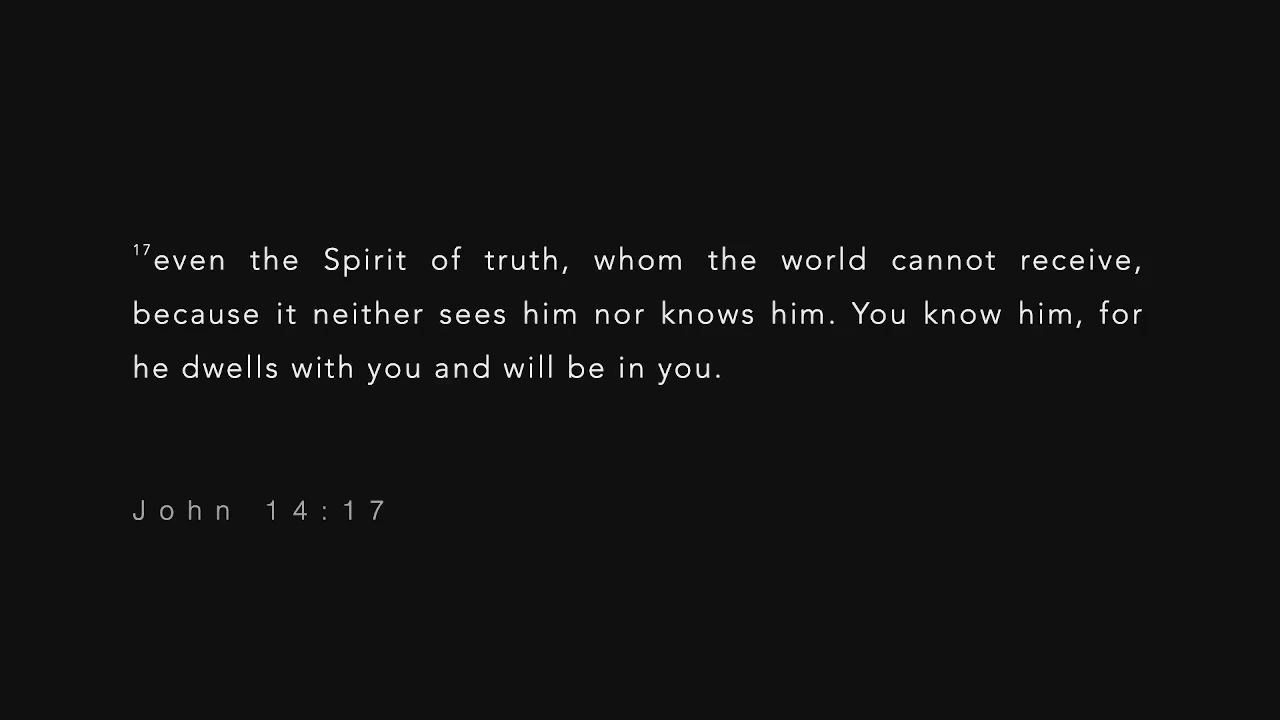 17even the Spirit of truth, whom the world cannot receive,
because it neither sees him nor knows him. You know him, for
he dwells with you and will be in you.
John 14:17